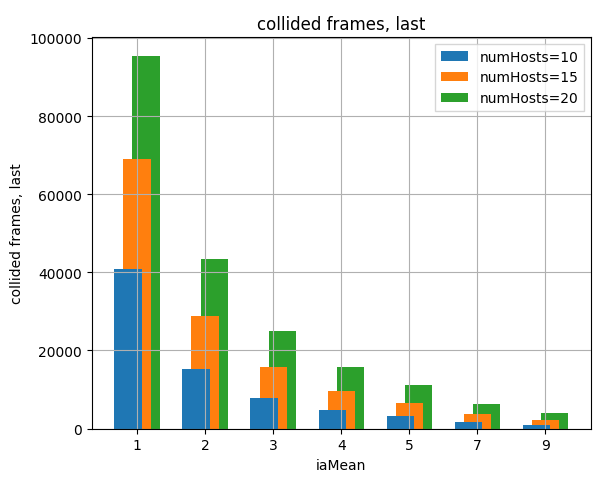 collided frames, last
100000
80000
60000
40000
20000
0
collided frames, last
numHosts=10
numHosts=15
numHosts=20
1 2 3 4 5 7 9
iaMean